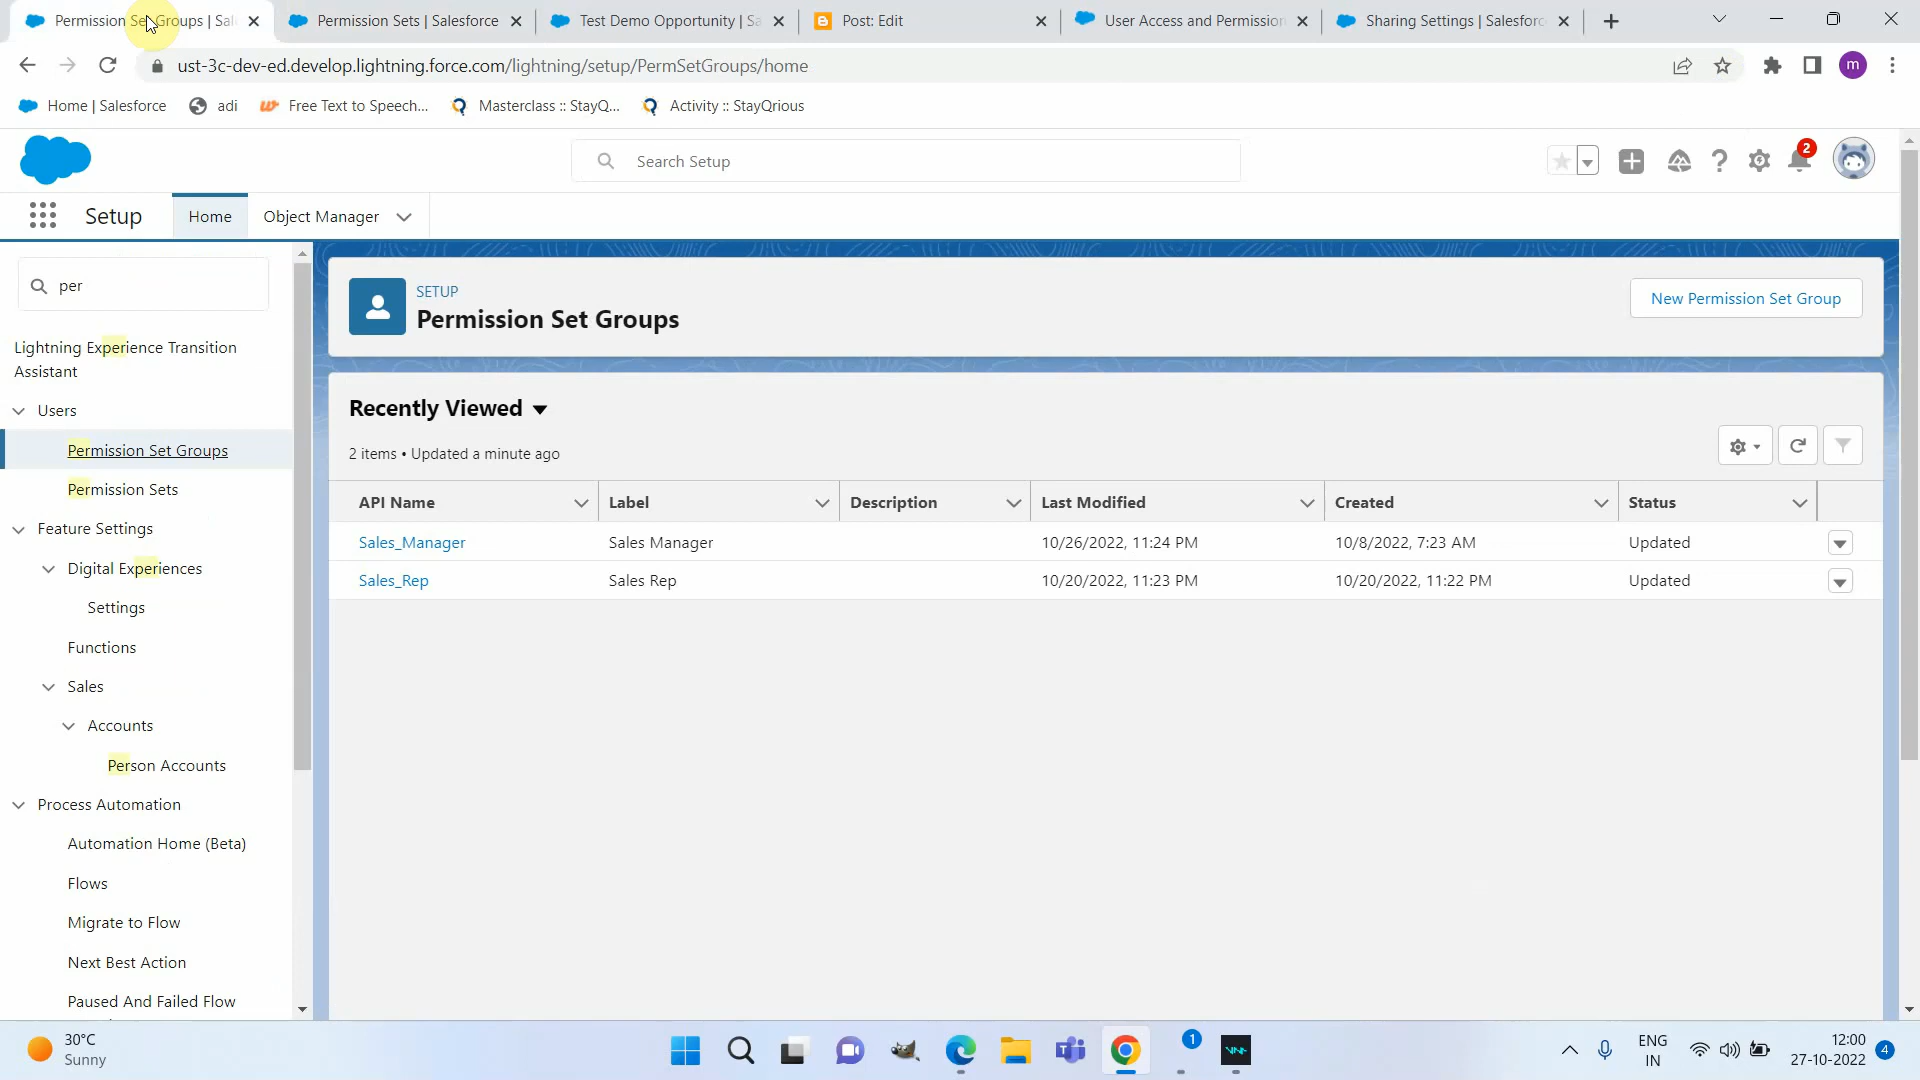 Permission Set Groups | Sal
Permission Sets | Salesforce
Test Demo Opportunity | Sa
Post: Edit
User Access and Permission
Sharing Settings | Salesforc
ust-3c-dev-ed.develop.lightning.force.com/lightning/setup/PermSetGroups/home
m
Home | Salesforce
adi
Free Text to Speech...
Masterclass :: StayQ...
Activity :: StayQrious
Search Setup
2
Setup
Home
Object Manager
per
Lightning Experience Transition
Assistant
Users
Permission Set Groups
Permission Sets
Feature Settings
Digital Experiences
Settings
Functions
Sales
Accounts
Person Accounts
Process Automation
Automation Home (Beta)
Flows
Migrate to Flow
Next Best Action
Paused And Failed Flow
SETUP
Permission Set Groups
New Permission Set Group
Recently Viewed
2 items • Updated a minute ago
API Name Label Description Last Modified Created Status
Sales_Manager Sales Manager 10/26/2022, 11:24 PM 10/8/2022, 7:23 AM Updated
Sales_Rep Sales Rep 10/20/2022, 11:23 PM 10/20/2022, 11:22 PM Updated
30°C
Sunny
1
ENG
IN
12:00
27-10-2022
4